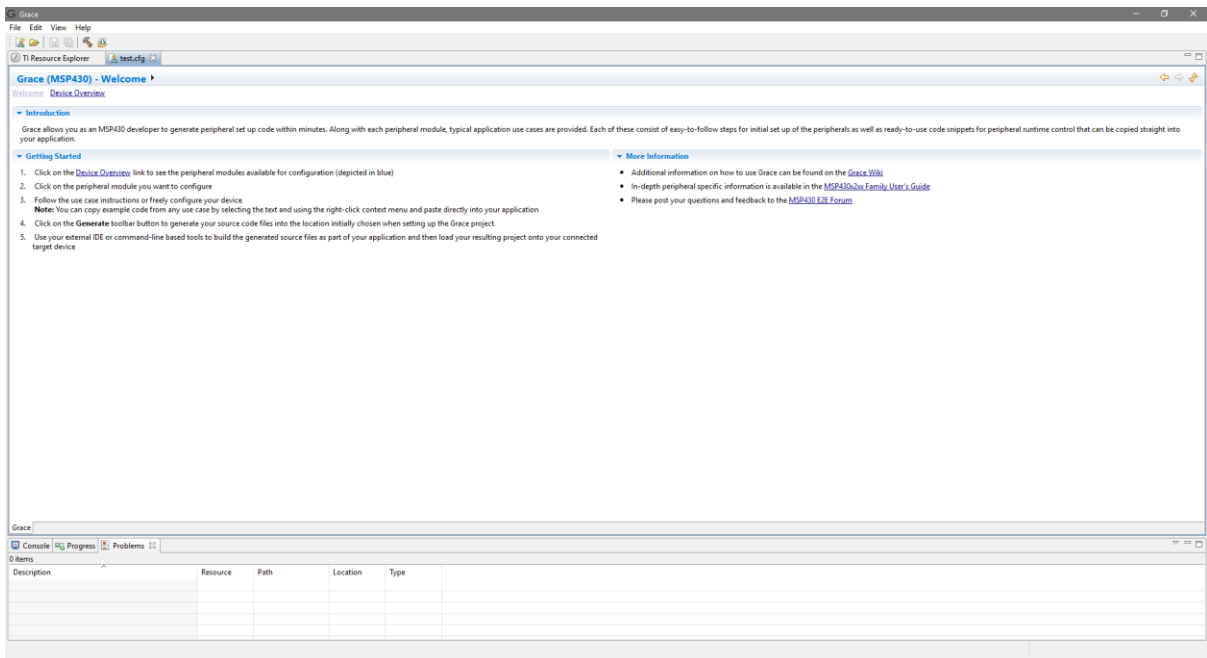 Grace
File Edit View Help
TI Resource Explorer test.cfg
Grace (MSP430) - Welcome
Welcome Device Overview
Introduction
Grace allows you as an MSP430 developer to generate peripheral set up code within minutes. Along with each peripheral module, typical application use cases are provided. Each of these consist of easy-to-follow steps for initial set up of the peripherals as well as ready-to-use code snippets for peripheral runtime control that can be copied straight into
your application.
Getting Started
1. Click on the Device Overview link to see the peripheral modules available for configuration (depicted in blue)
2. Click on the peripheral module you want to configure
3. Follow the use case instructions or freely configure your device
Note: You can copy example code from any use case by selecting the text and using the right-click context menu and paste directly into your application
4. Click on the Generate toolbar button to generate your source code files into the location initially chosen when setting up the Grace project
5. Use your external IDE or command-line based tools to build the generated source files as part of your application and then load your resulting project onto your connected
target device
More Information
• Additional information on how to use Grace can be found on the Grace Wiki
• In-depth peripheral specific information is available in the MSP430x2xx Family User's Guide
• Please post your questions and feedback to the MSP430 E2E Forum
Grace
Console Progress Problems
0 items
Description Resource Path Location Type